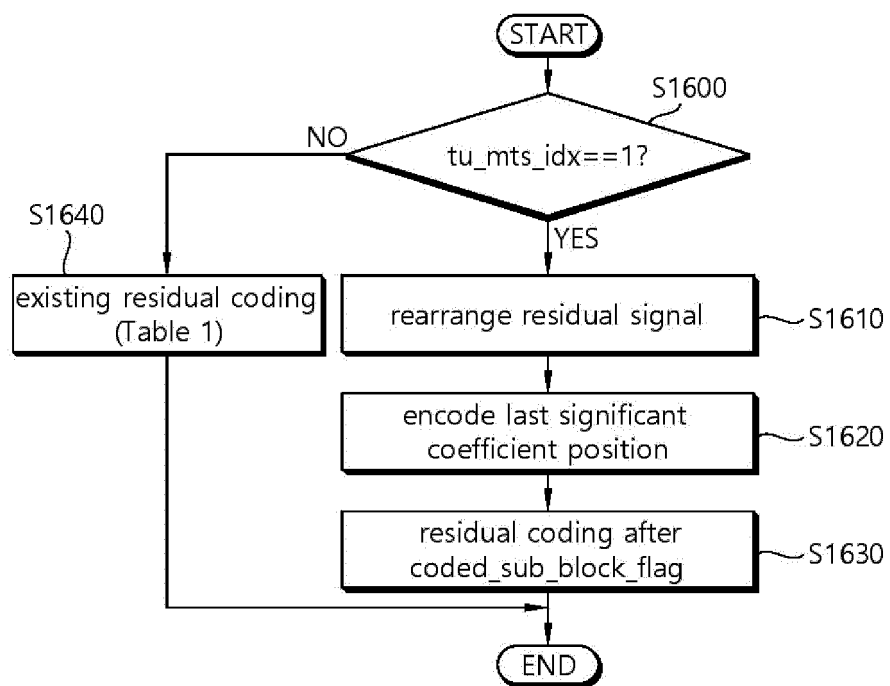 START
S1600
tu_mts_idx==1?
NO
YES
S1640
existing residual coding
(Table 1)
rearrange residual signal
S1610
encode last significant
coefficient position
S1620
residual coding after
coded_sub_block_flag
S1630
END